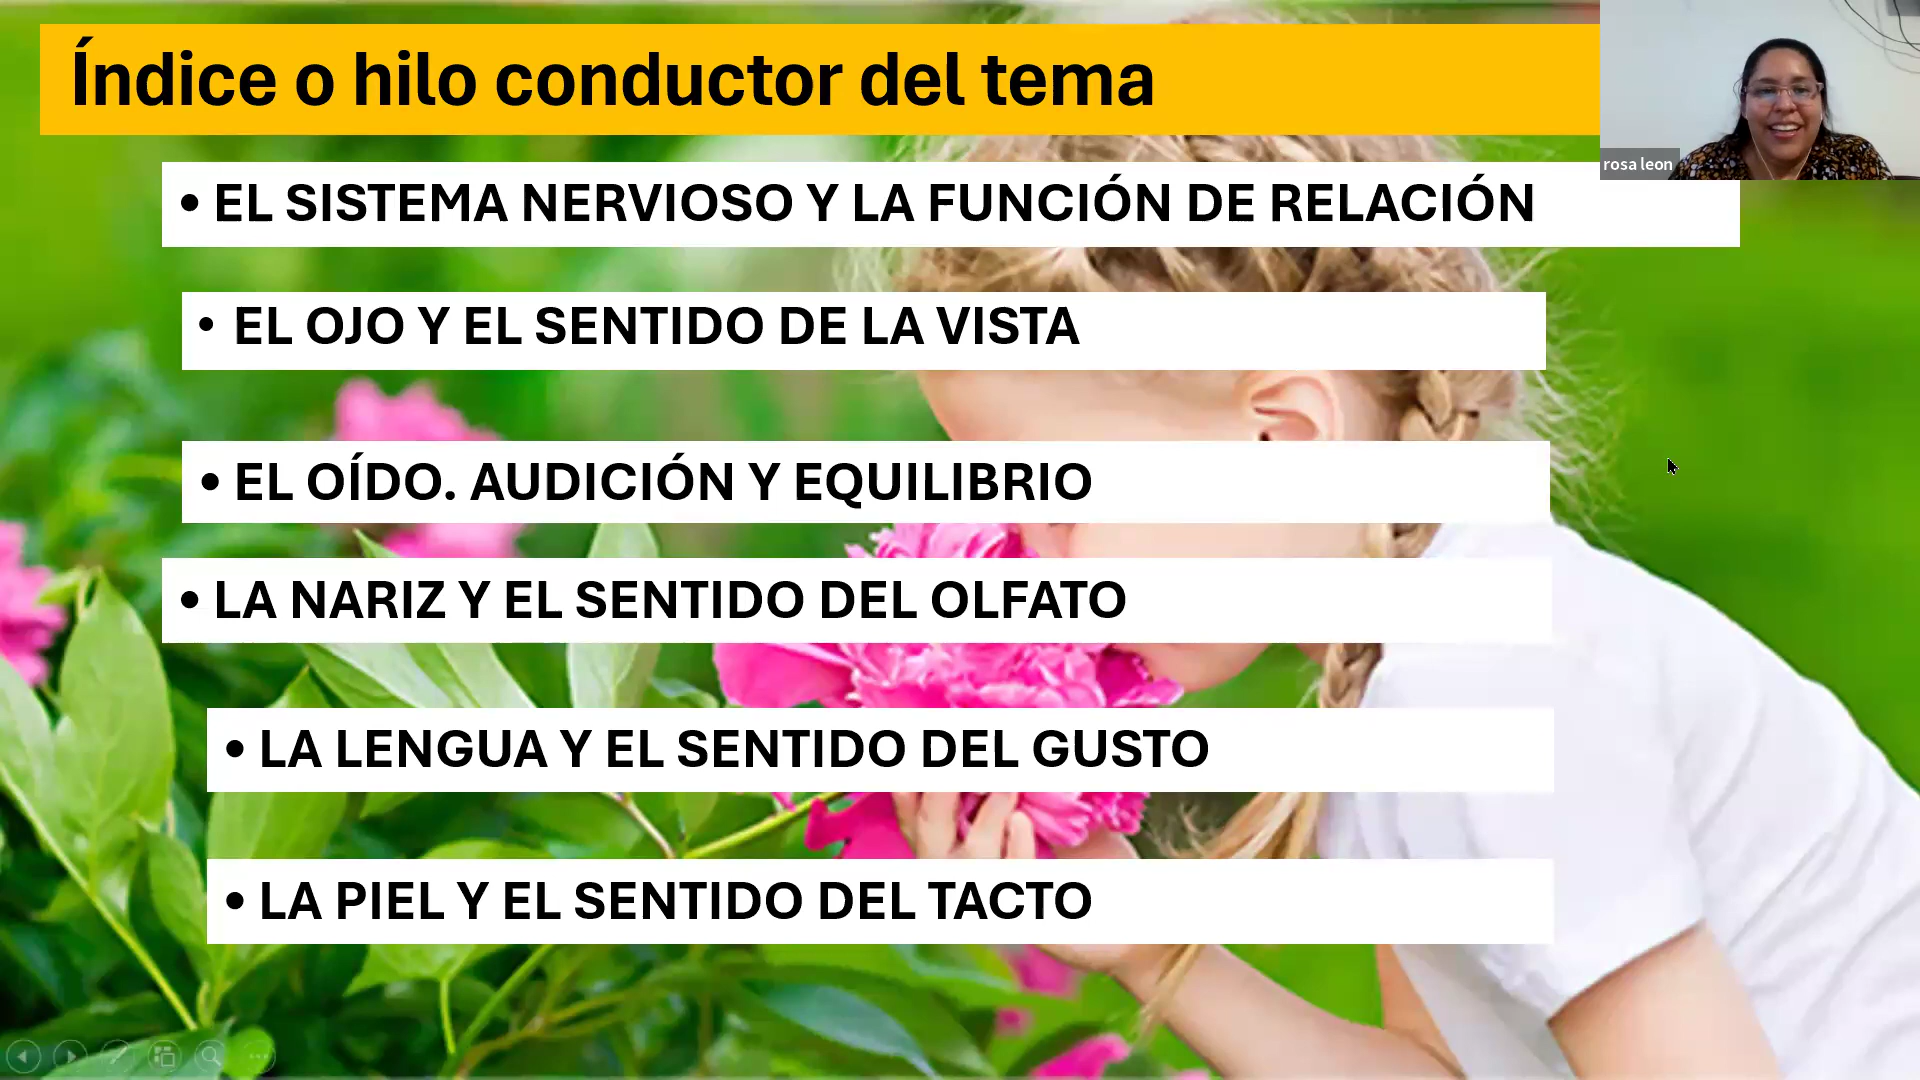 Índice o hilo conductor del tema
rosa leon
• EL SISTEMA NERVIOSO Y LA FUNCIÓN DE RELACIÓN
• EL OJO Y EL SENTIDO DE LA VISTA
• EL OÍDO. AUDICIÓN Y EQUILIBRIO
• LA NARIZ Y EL SENTIDO DEL OLFATO
• LA LENGUA Y EL SENTIDO DEL GUSTO
• LA PIEL Y EL SENTIDO DEL TACTO